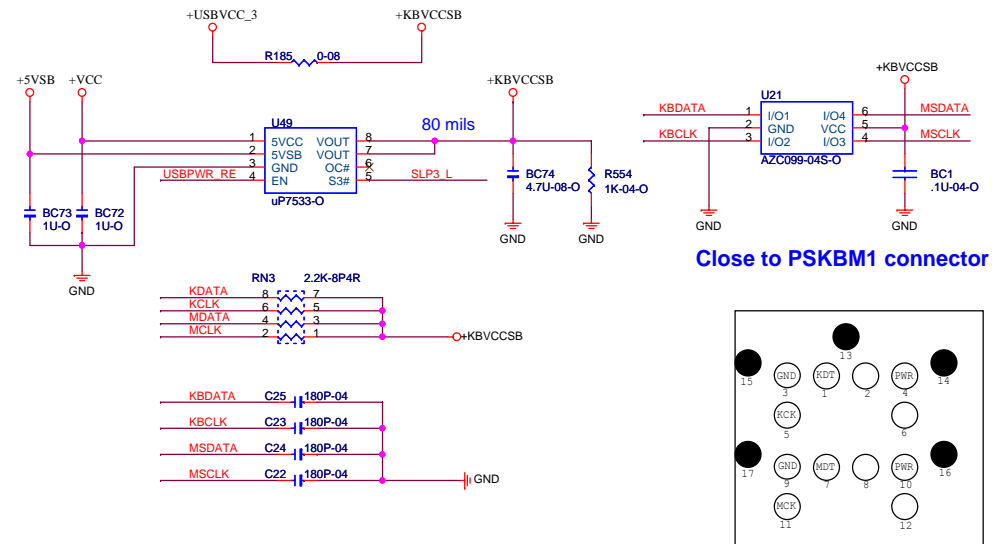 +USBVCC_3 +KBVCCSB
R185 0-08
+5VSB +VCC +KBVCCSB
U49
80 mils
1 5VCC VOUT 8
2 5VSB VOUT 7
3 GND OC# 6
USBPWR_RE 4 EN S3# 5 SLP3_L
uP7533-O
BC73
1U-O
BC72
1U-O
GND
BC74
4.7U-08-O
R554
1K-04-O
GND GND
+KBVCCSB
U21
KBDATA 1 I/O1 I/O4 6 MSDATA
2 GND VCC 5
KBCLK 3 I/O2 I/O3 4 MSCLK
AZC099-04S-O
BC1
.1U-04-O
GND GND
Close to PSKBM1 connector
RN3 2.2K-8P4R
KDATA 8 7
KCLK 6 5
MDATA 4 3
MCLK 2 1 +KBVCCSB
KBDATA C25 180P-04
KBCLK C23 180P-04
MSDATA C24 180P-04
MSCLK C22 180P-04
GND
13
15 GND KDT PWR 14
3 1 2 4
KCK
5 6
17 GND MDT PWR 16
9 7 8 10
MCK
11 12